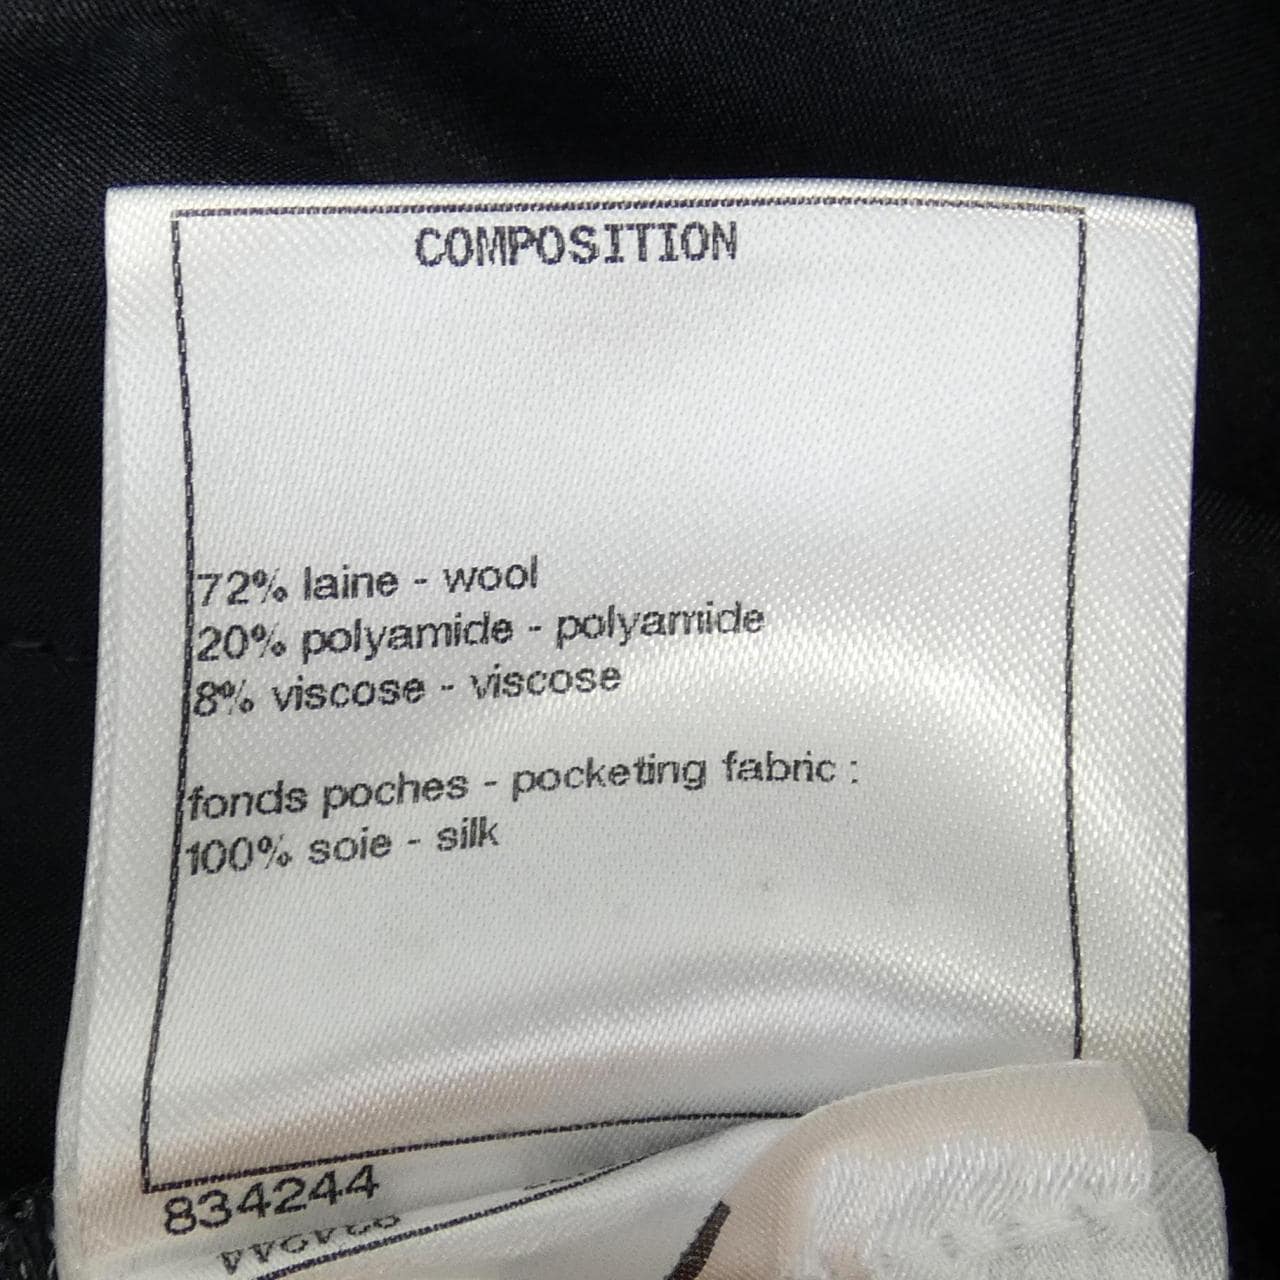 COMPOSITION
72% laine - wool
20% polyamide - polyamide
8% viscose - viscose
fonds poches - pocketing fabric :
100% soie - silk
834244